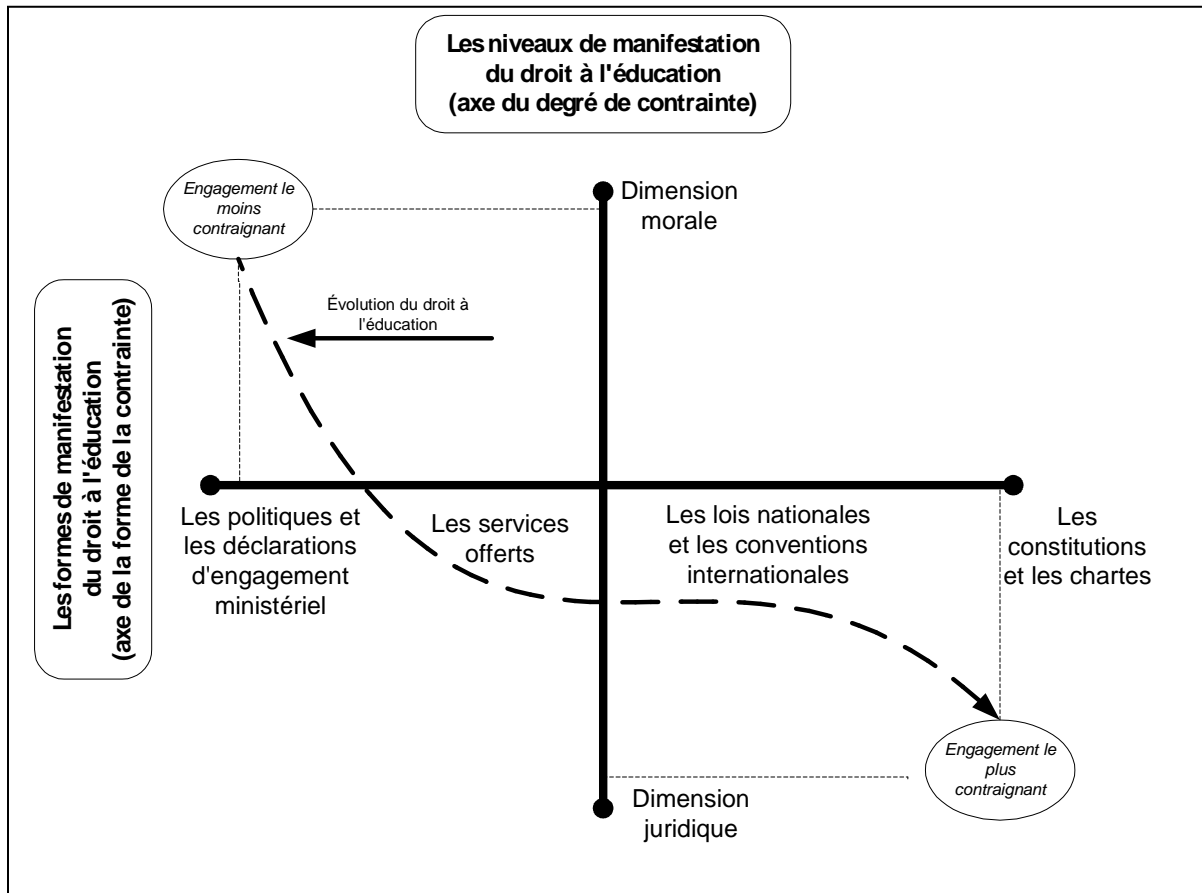 Les niveaux de manifestation
du droit à l'éducation
(axe du degré de contrainte)
Engagement le
moins
contraignant
Dimension
morale
Évolution du droit à
l'éducation
Les formes de manifestation
du droit à l'éducation
(axe de la forme de la contrainte)
Les politiques et
les déclarations
d'engagement
ministériel
Les services
offerts
Les lois nationales
et les conventions
internationales
Les
constitutions
et les chartes
Engagement le
plus
contraignant
Dimension
juridique